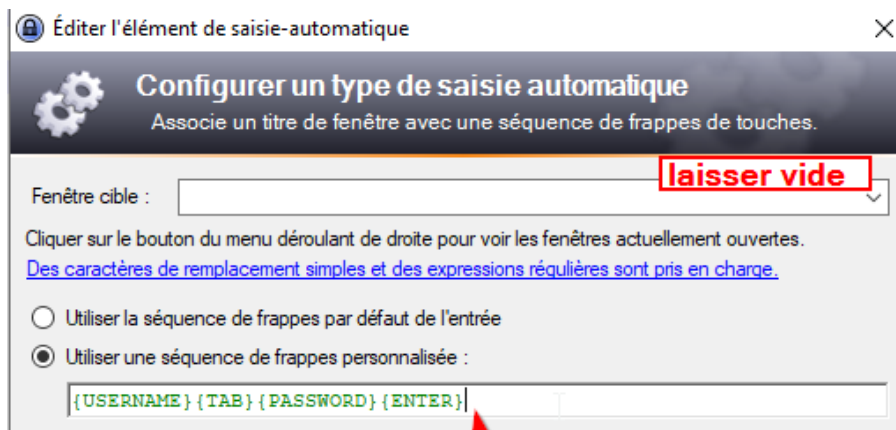 Éditer l'élément de saisie-automatique
Configurer un type de saisie automatique
Associe un titre de fenêtre avec une séquence de frappes de touches.
laisser vide
Fenêtre cible :
Cliquer sur le bouton du menu déroulant de droite pour voir les fenêtres actuellement ouvertes.
Des caractères de remplacement simples et des expressions régulières sont pris en charge.
Utiliser la séquence de frappes par défaut de l'entrée
Utiliser une séquence de frappes personnalisée :
{USERNAME}{TAB}{PASSWORD}{ENTER}